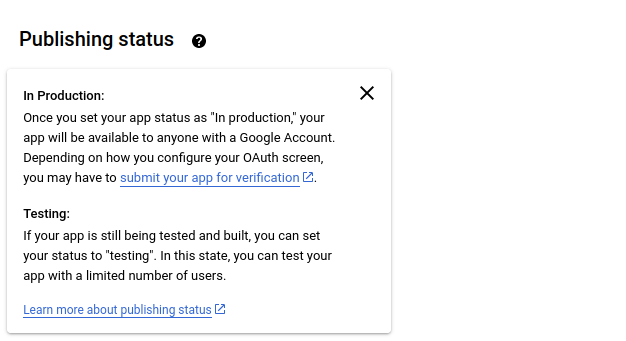 Publishing status
In Production:
Once you set your app status as "In production," your
app will be available to anyone with a Google Account.
Depending on how you configure your OAuth screen,
you may have to submit your app for verification.
Testing:
If your app is still being tested and built, you can set
your status to "testing". In this state, you can test your
app with a limited number of users.
Learn more about publishing status